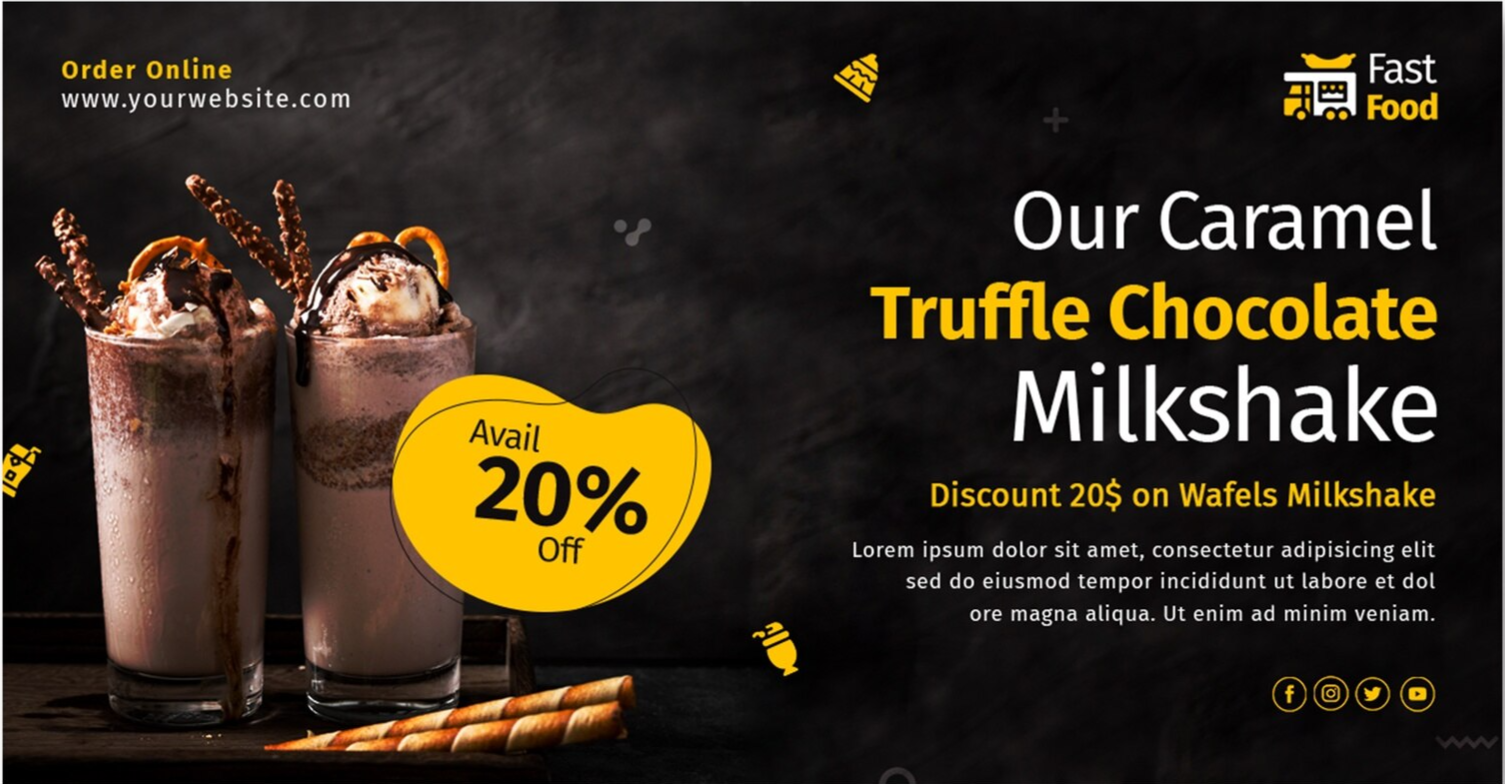 Order Online
www.yourwebsite.com
Fast
Food
Our Caramel
Truffle Chocolate
Milkshake
Avail
20%
Off
Discount 20$ on Wafels Milkshake
Lorem ipsum dolor sit amet, consectetur adipisicing elit
sed do eiusmod tempor incididunt ut labore et dol
ore magna aliqua. Ut enim ad minim veniam.